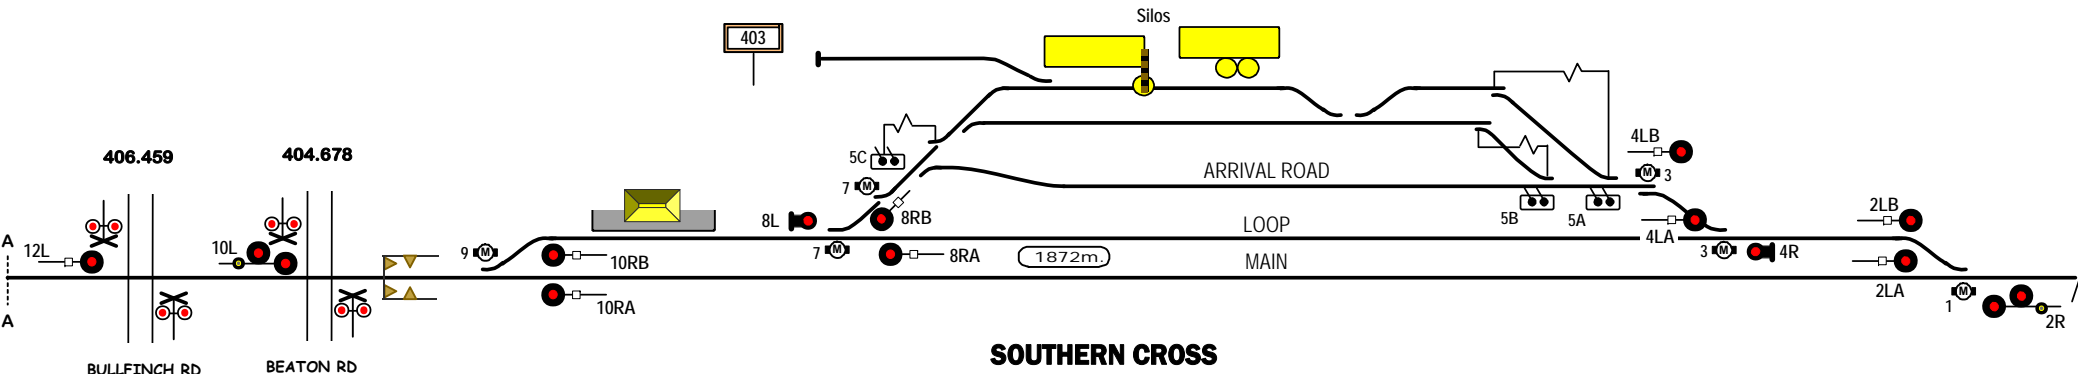 Silos
403
4LB
406.459
404.678
5C
ARRIVAL ROAD
3
7
2LB
8L
8RB
5B
5A
LOOP
A
12L
10L
9
10RB
7
8RA
1872m.
MAIN
4LA
3
4R
2LA
10RA
1
2R
A
SOUTHERN CROSS
BULLFINCH RD
BEATON RD
M
M
M
M
M
M